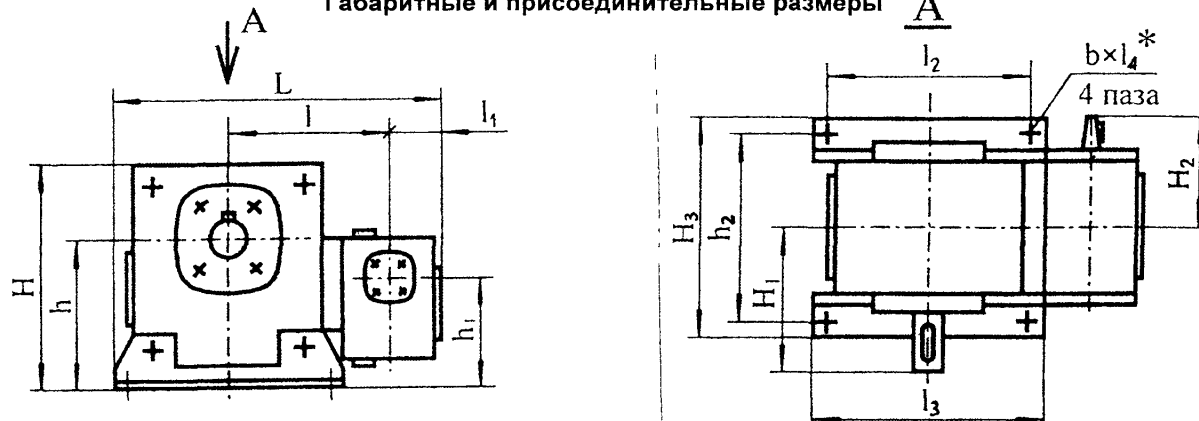 Габаритные и присоединительные размеры
A
A
L
l
l₁
H
h
h₁
l₂
b×l₄*
4 паза
H₃
h₂
H₁
H₂
l₃